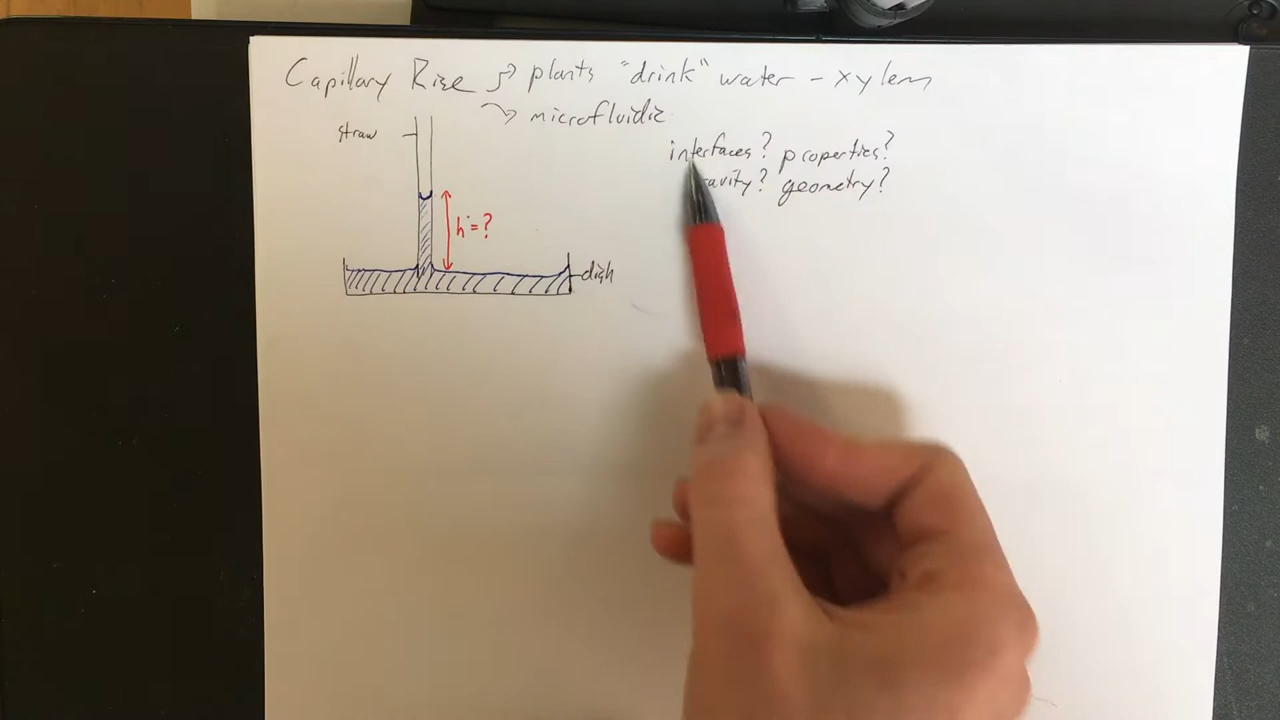 Capillary Rise → plants "drink" water - xylem
→ microfluidic
straw
interfaces? properties?
geometry?
h = ?
dish